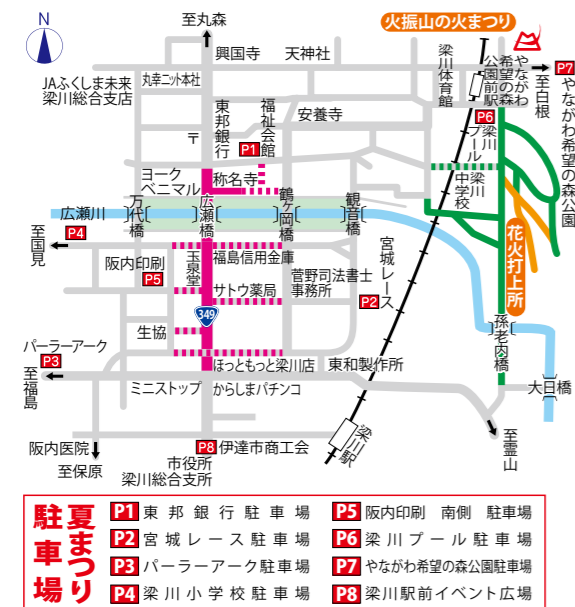 N
至丸森
火振山の火まつり
興国寺
天神社
やながわ
希望の森
公園前駅
P7
至白根
やながわ希望の森公園
JAふくしま未来
梁川総合支店
丸幸ニット本社
梁川体育館
東邦銀行
福祉会館
安養寺
P6
梁川プール
〒
P1
ヨーク
ベニマル
称名寺
梁川
中学校
広瀬川
万代橋
広瀬橋
鶴ヶ岡橋
観音橋
至国見
P4
花火打上所
阪内印刷
P5
玉泉堂
福島信用金庫
宮城レース
サトウ薬局
菅野司法書士
事務所
P2
349
孫老内橋
生協
パーラーアーク
P3
ほっともっと梁川店
東和製作所
至福島
ミニストップ
からしまパチンコ
大日橋
阪内医院
P8
伊達市商工会
梁川駅
至霊山
至保原
市役所
梁川総合支所
夏まつり
駐車場
P1 東邦銀行駐車場
P2 宮城レース駐車場
P3 パーラーアーク駐車場
P4 梁川小学校駐車場
P5 阪内印刷 南側 駐車場
P6 梁川プール駐車場
P7 やながわ希望の森公園駐車場
P8 梁川駅前イベント広場